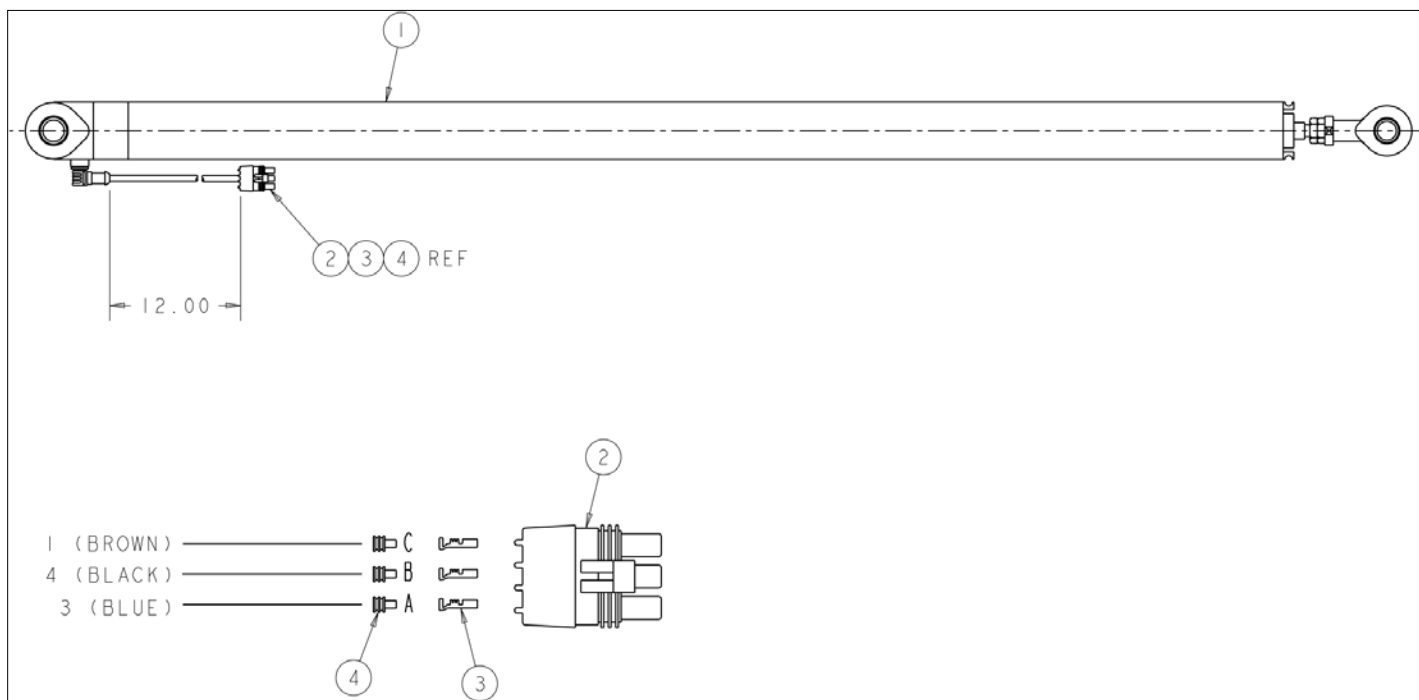 1
2 3 4 REF
12.00
2
1 (BROWN) C
4 (BLACK) B
3 (BLUE) A
4 3